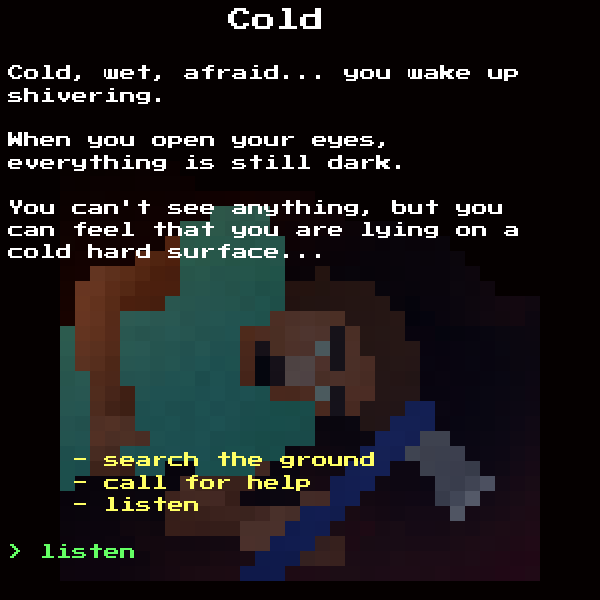 Cold
Cold, wet, afraid... you wake up
shivering.
When you open your eyes,
everything is still dark.
You can't see anything, but you
can feel that you are lying on a
cold hard surface...
- search the ground
- call for help
- listen
> listen